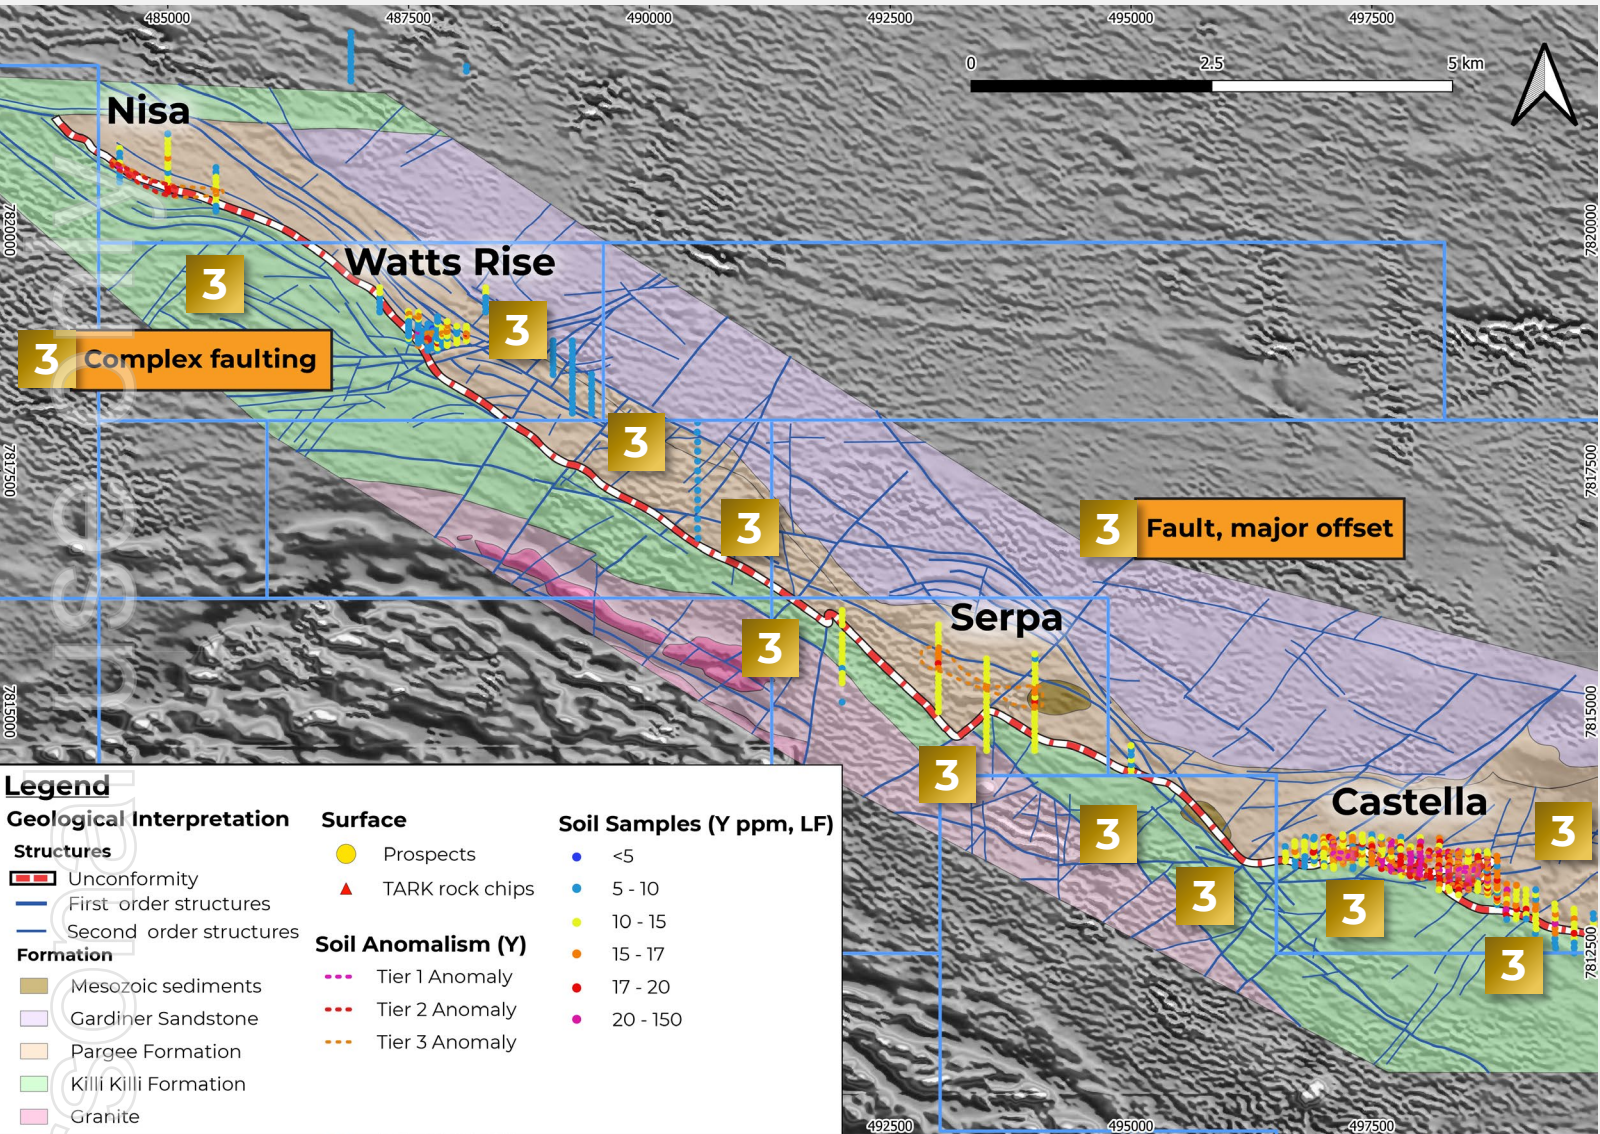 485000
487500
490000
492500
495000
497500
0
2.5
5 km
Nisa
7820000
7820000
Watts Rise
3
3
3
Complex faulting
3
7817500
7817500
3
3
Fault, major offset
Serpa
3
7815000
7815000
3
Castella
3
3
3
3
3
7812500
Legend
Geological Interpretation
Structures
Unconformity
First order structures
Second order structures
Formation
Mesozoic sediments
Gardiner Sandstone
Pargee Formation
Killi Killi Formation
Granite
Surface
Prospects
TARK rock chips
Soil Anomalism (Y)
Tier 1 Anomaly
Tier 2 Anomaly
Tier 3 Anomaly
Soil Samples (Y ppm, LF)
<5
5 - 10
10 - 15
15 - 17
17 - 20
20 - 150
492500
495000
497500